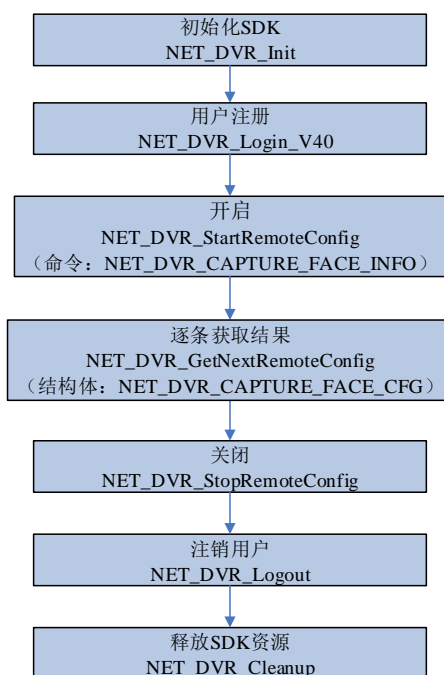 初始化SDK
NET_DVR_Init
用户注册
NET_DVR_Login_V40
开启
NET_DVR_StartRemoteConfig
（命令：NET_DVR_CAPTURE_FACE_INFO）
逐条获取结果
NET_DVR_GetNextRemoteConfig
（结构体：NET_DVR_CAPTURE_FACE_CFG）
关闭
NET_DVR_StopRemoteConfig
注销用户
NET_DVR_Logout
释放SDK资源
NET_DVR_Cleanup